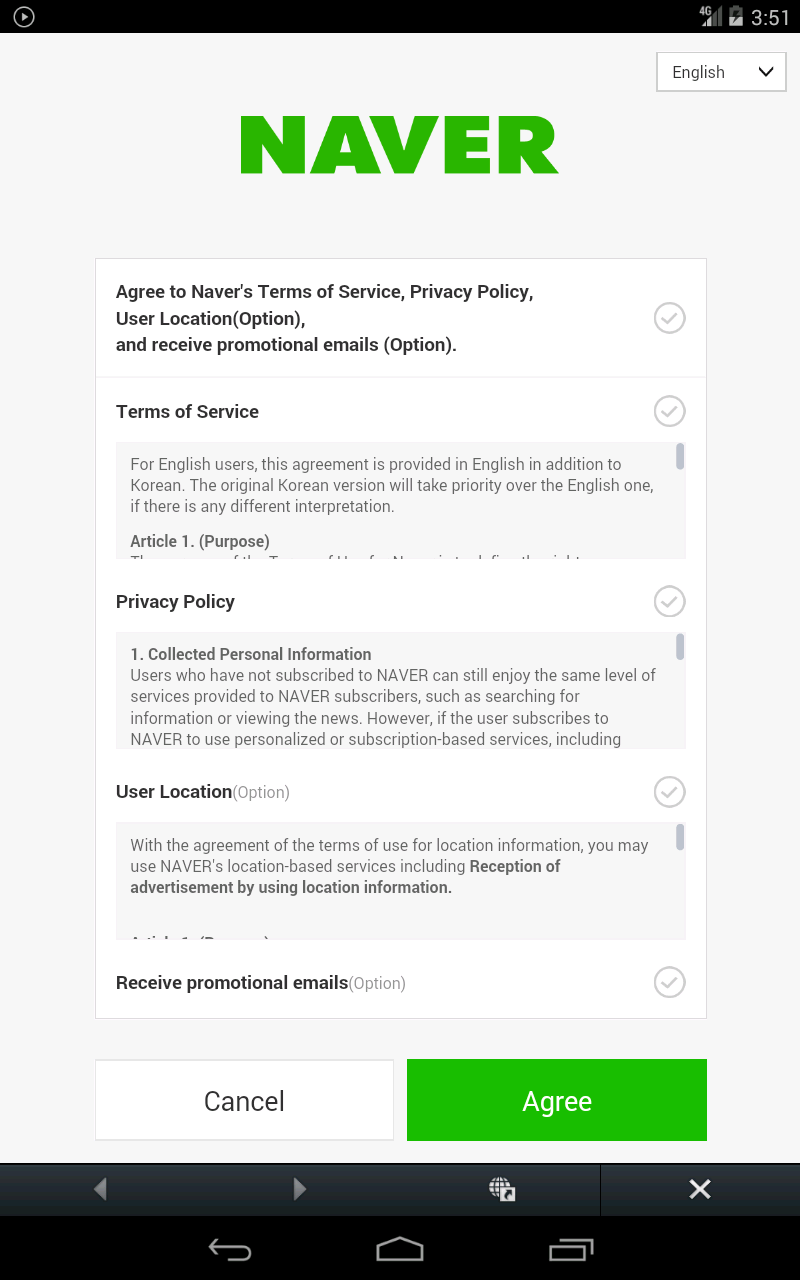 4G 3:51
English
NAVER
Agree to Naver's Terms of Service, Privacy Policy,
User Location(Option),
and receive promotional emails (Option).
Terms of Service
For English users, this agreement is provided in English in addition to
Korean. The original Korean version will take priority over the English one,
if there is any different interpretation.
Article 1. (Purpose)
Privacy Policy
1. Collected Personal Information
Users who have not subscribed to NAVER can still enjoy the same level of
services provided to NAVER subscribers, such as searching for
information or viewing the news. However, if the user subscribes to
NAVER to use personalized or subscription-based services, including
User Location(Option)
With the agreement of the terms of use for location information, you may
use NAVER's location-based services including Reception of
advertisement by using location information.
Receive promotional emails(Option)
Cancel
Agree